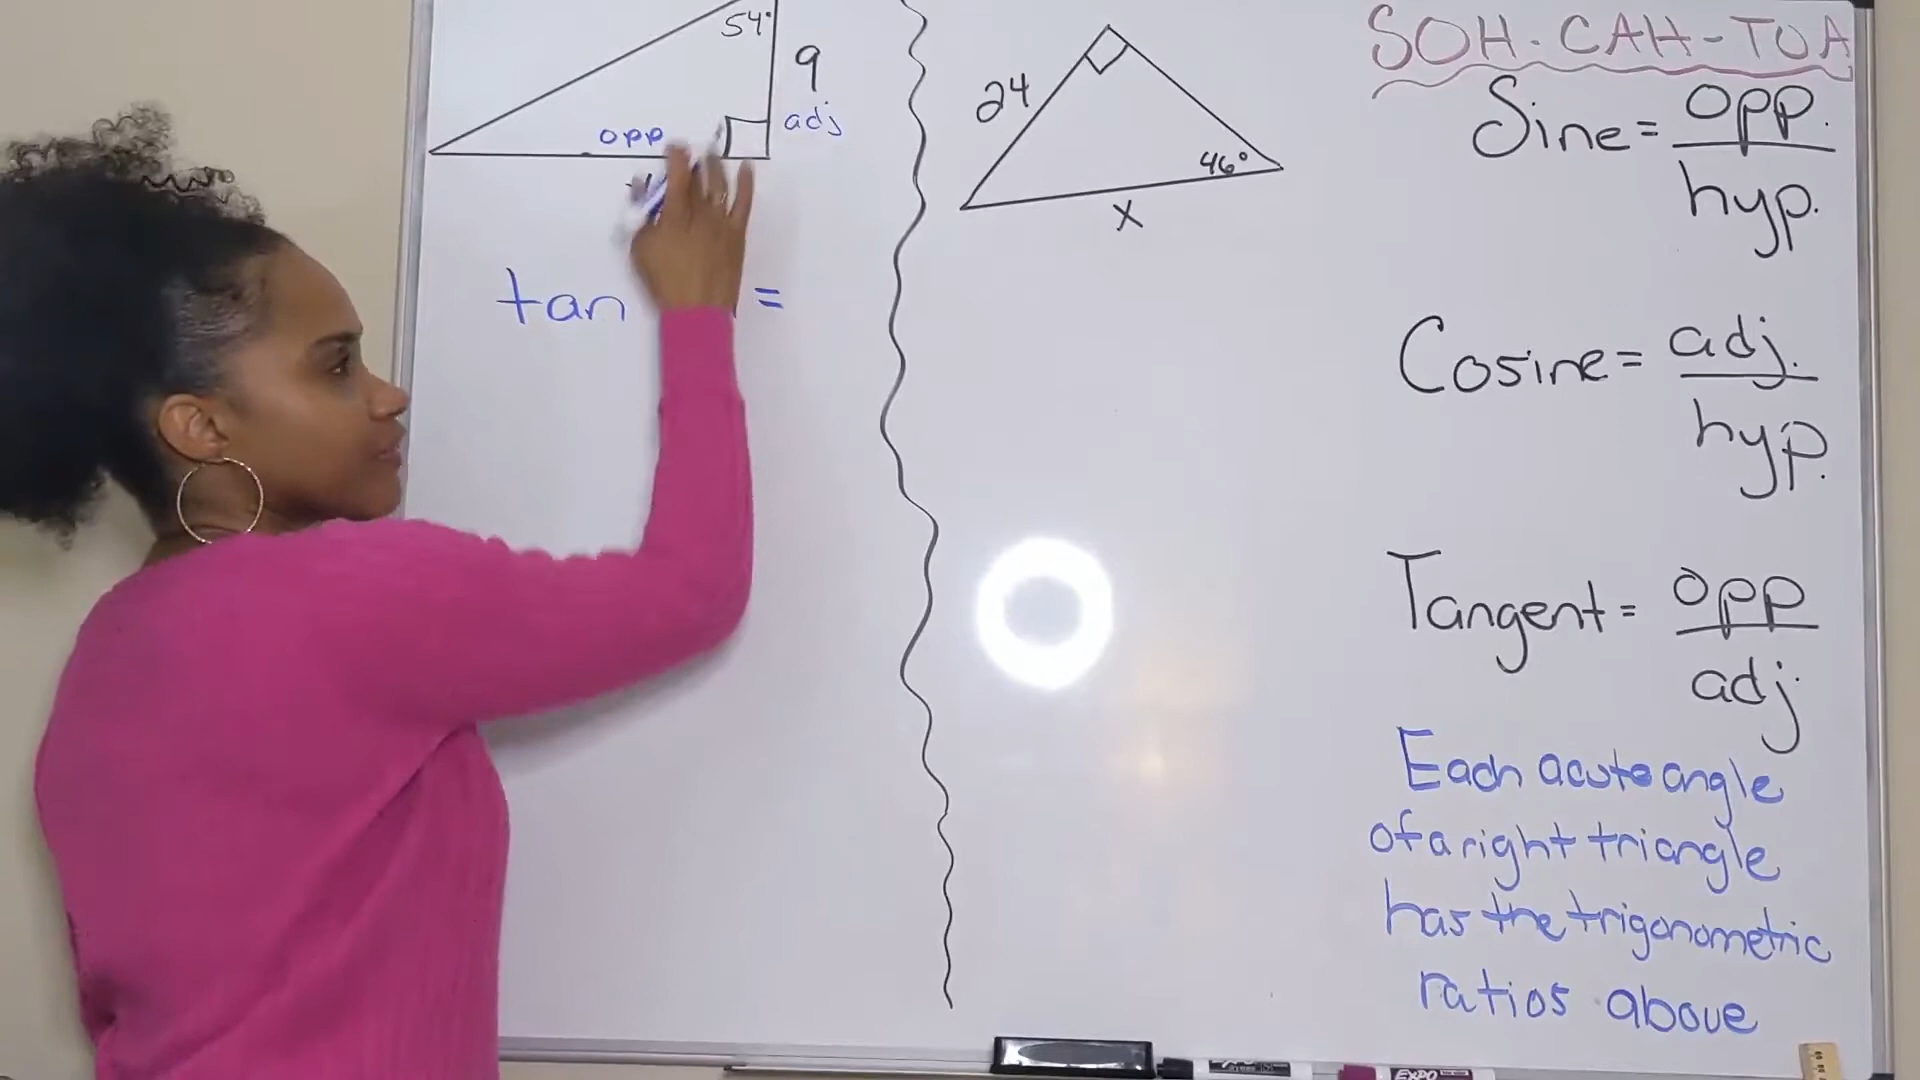 54°
9
adj
opp
tan =
24
46°
x
SOH-CAH-TOA
Sine = opp.
hyp.
Cosine = adj.
hyp.
Tangent = opp
adj
Each acute angle
of a right triangle
has the trigonometric
ratios above
EXPO